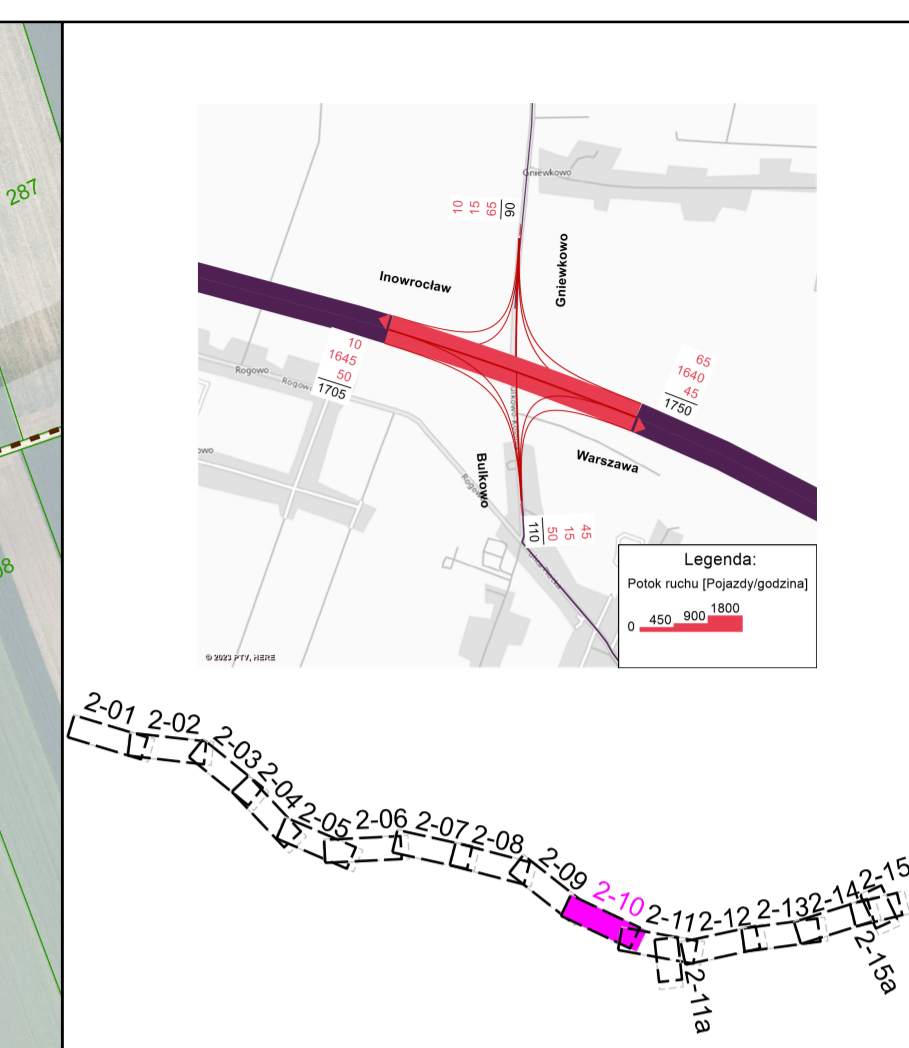 287
Gniewkowo
10
15
65
90
Gniewkowo
Inowrocław
10
1645
50
1705
65
1640
45
1750
Rogowo
Rogowo
Warszawa
Bulkowo
110
50
15
45
Legenda:
Potok ruchu [Pojazdy/godzina]
0 450 900 1800
© 2023 PTV, HERE
2-01
2-02
2-03
2-04
2-05
2-06
2-07
2-08
2-09
2-10
2-11
2-12
2-13
2-14
2-15
2-11a
2-15a